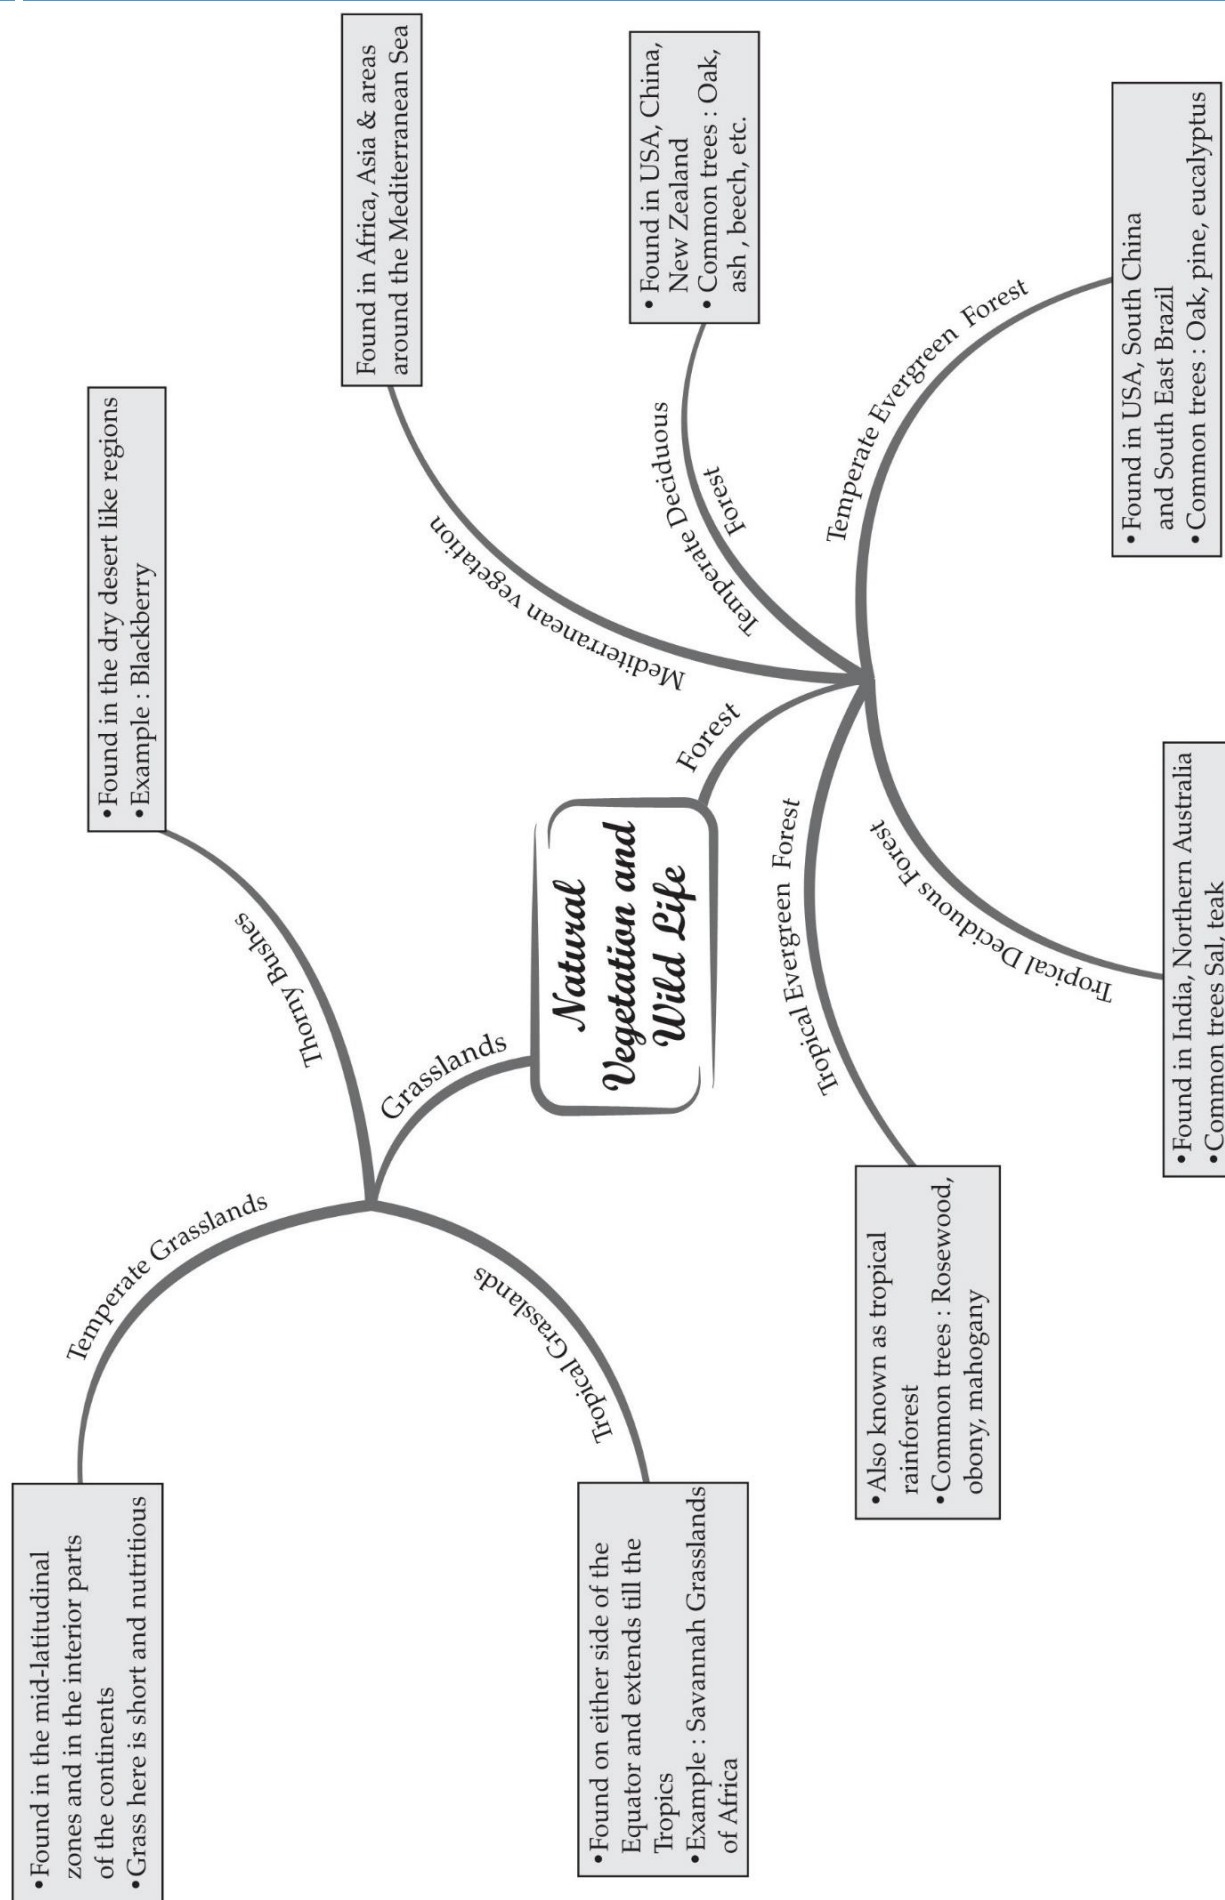 Natural
Vegetation and
Wild Life
Grasslands
Temperate Grasslands
•Found in the mid-latitudinal
zones and in the interior parts
of the continents
•Grass here is short and nutritious
Tropical Grasslands
•Found on either side of the
Equator and extends till the
Tropics
•Example : Savannah Grasslands
of Africa
Thorny Bushes
•Found in the dry desert like regions
•Example : Blackberry
Forest
Mediterranean vegetation
Found in Africa, Asia & areas
around the Mediterranean Sea
Temperate Deciduous
Forest
• Found in USA, China,
New Zealand
• Common trees : Oak,
ash , beech, etc.
Temperate Evergreen Forest
• Found in USA, South China
and South East Brazil
•Common trees : Oak, pine, eucalyptus
Tropical Deciduous Forest
•Found in India, Northern Australia
•Common trees Sal, teak
Tropical Evergreen Forest
•Also known as tropical
rainforest
•Common trees : Rosewood,
obony, mahogany